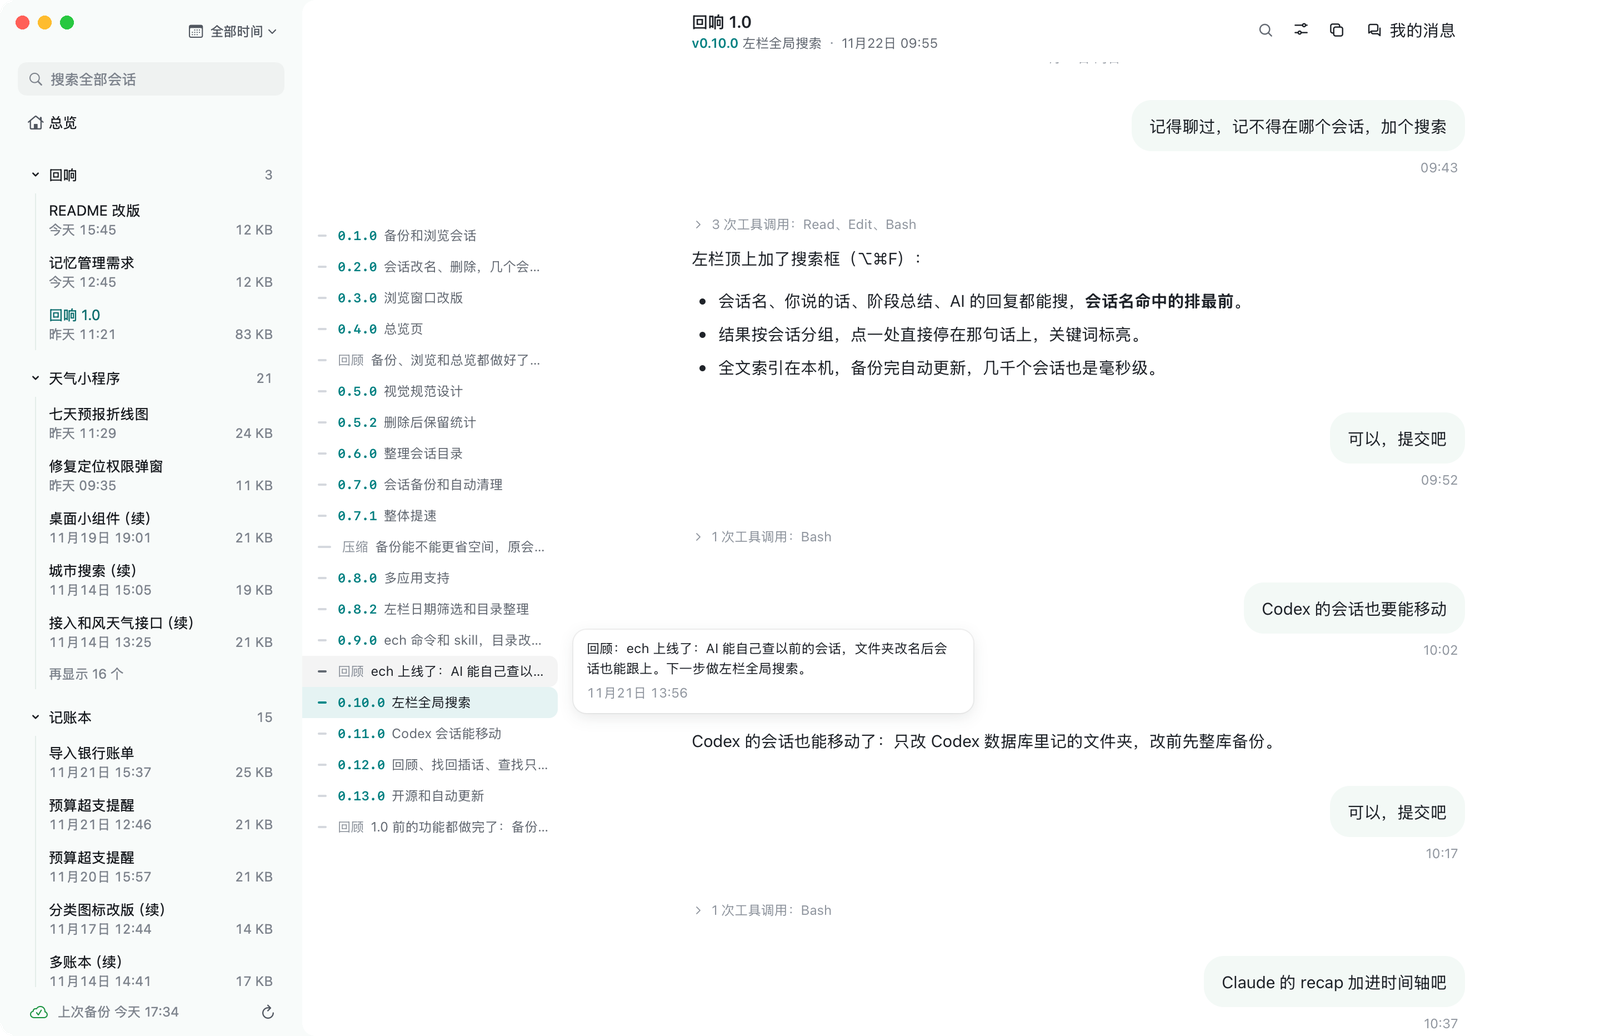 全部时间
搜索全部会话
总览
回响 3
README 改版
今天 15:45 12 KB
记忆管理需求
今天 12:45 12 KB
回响 1.0
昨天 11:21 83 KB
天气小程序 21
七天预报折线图
昨天 11:29 24 KB
修复定位权限弹窗
昨天 09:35 11 KB
桌面小组件 (续)
11月19日 19:01 21 KB
城市搜索 (续)
11月14日 15:05 19 KB
接入和风天气接口 (续)
11月14日 13:25 21 KB
再显示 16 个
记账本 15
导入银行账单
11月21日 15:37 25 KB
预算超支提醒
11月21日 12:46 21 KB
预算超支提醒
11月20日 15:57 21 KB
分类图标改版 (续)
11月17日 12:44 14 KB
多账本 (续)
11月14日 14:41 17 KB
上次备份 今天 17:34
0.1.0 备份和浏览会话
0.2.0 会话改名、删除，几个会...
0.3.0 浏览窗口改版
0.4.0 总览页
回顾 备份、浏览和总览都做好了...
0.5.0 视觉规范设计
0.5.2 删除后保留统计
0.6.0 整理会话目录
0.7.0 会话备份和自动清理
0.7.1 整体提速
压缩 备份能不能更省空间，原会...
0.8.0 多应用支持
0.8.2 左栏日期筛选和目录整理
0.9.0 ech 命令和 skill，目录改...
回顾 ech 上线了：AI 能自己查以...
0.10.0 左栏全局搜索
0.11.0 Codex 会话能移动
0.12.0 回顾、找回插话、查找只...
0.13.0 开源和自动更新
回顾 1.0 前的功能都做完了：备份...
回响 1.0
v0.10.0 左栏全局搜索 · 11月22日 09:55
我的消息
记得聊过，记不得在哪个会话，加个搜索
09:43
3 次工具调用：Read、Edit、Bash
左栏顶上加了搜索框（⌥⌘F）：
• 会话名、你说的话、阶段总结、AI 的回复都能搜，会话名命中的排最前。
• 结果按会话分组，点一处直接停在那句话上，关键词标亮。
• 全文索引在本机，备份完自动更新，几千个会话也是毫秒级。
可以，提交吧
09:52
1 次工具调用：Bash
Codex 的会话也要能移动
10:02
回顾：ech 上线了：AI 能自己查以前的会话，文件夹改名后会
话也能跟上。下一步做左栏全局搜索。
11月21日 13:56
Codex 的会话也能移动了：只改 Codex 数据库里记的文件夹，改前先整库备份。
可以，提交吧
10:17
1 次工具调用：Bash
Claude 的 recap 加进时间轴吧
10:37